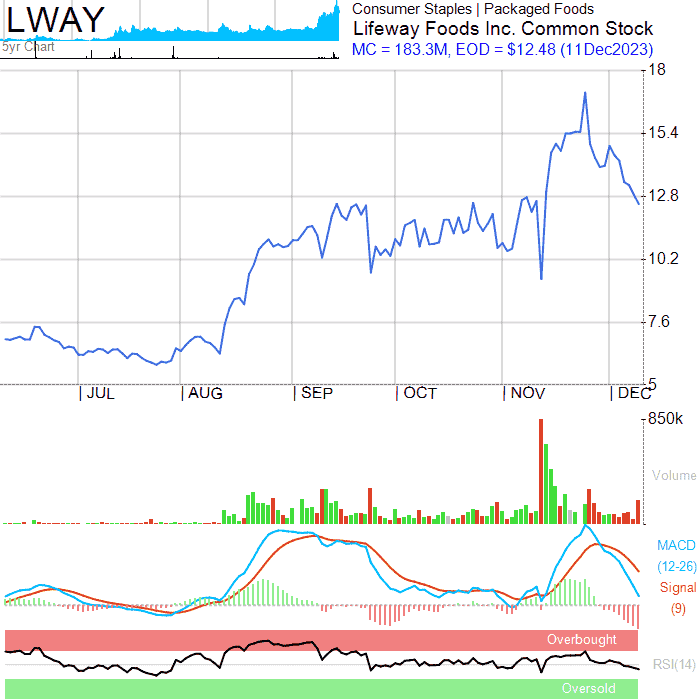 LWAY
5yr Chart
Consumer Staples | Packaged Foods
Lifeway Foods Inc. Common Stock
MC = 183.3M, EOD = $12.48 (11Dec2023)
18
15.4
12.8
10.2
7.6
5
| JUL | AUG | SEP | OCT | NOV | DEC
850k
Volume
MACD
(12-26)
Signal
(9)
Overbought
RSI(14)
Oversold